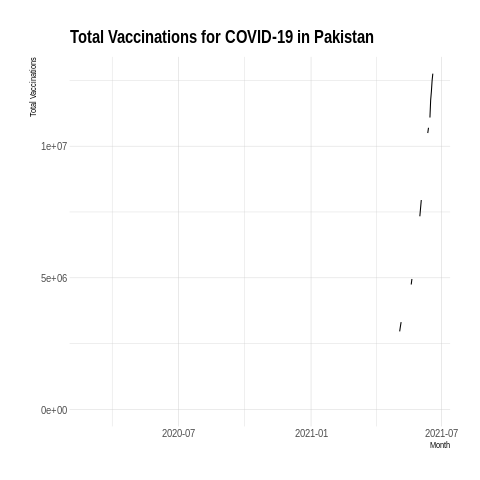 Total Vaccinations for COVID-19 in Pakistan
Total Vaccinations
1e+07
5e+06
0e+00
2020-07 2021-01 2021-07
Month